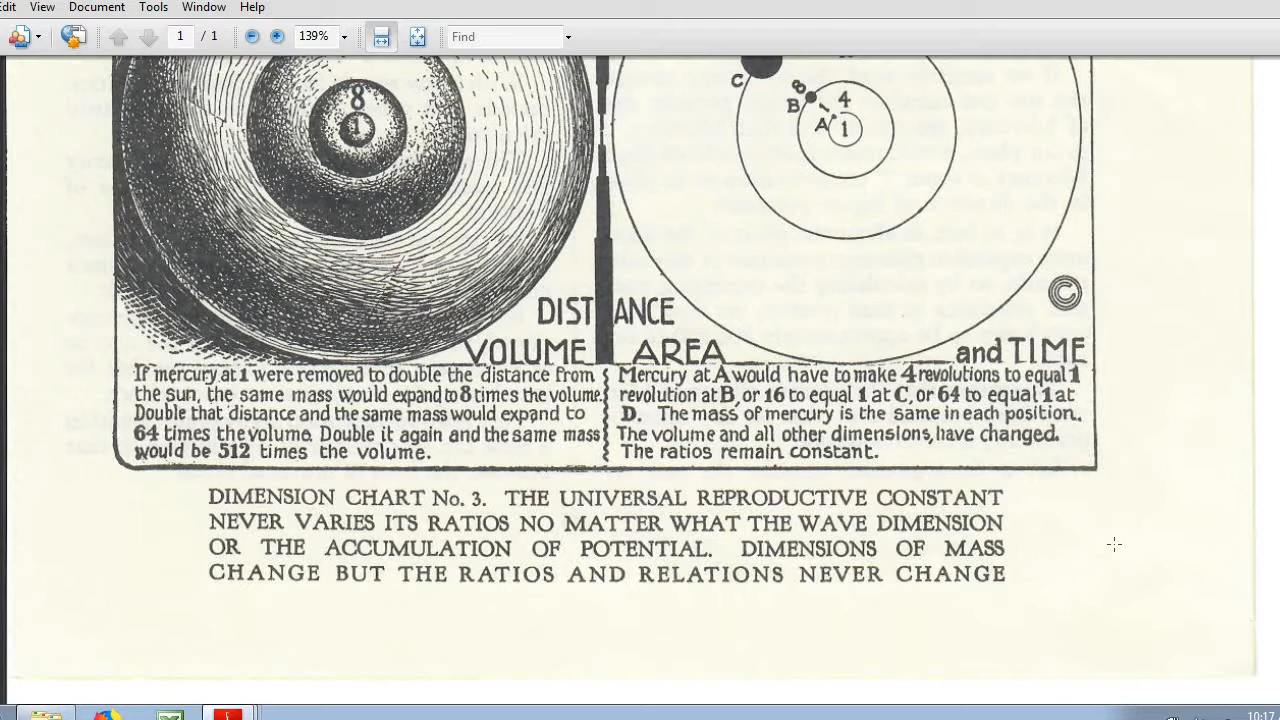 Edit View Document Tools Window Help
1 / 1 139% Find
8
1
C
8
B
4
1
A
1
©
DISTANCE
VOLUME AREA and TIME
If mercury at 1 were removed to double the distance from
the sun, the same mass would expand to 8 times the volume.
Double that distance and the same mass would expand to
64 times the volume. Double it again and the same mass
would be 512 times the volume.
Mercury at A would have to make 4 revolutions to equal 1
revolution at B, or 16 to equal 1 at C, or 64 to equal 1 at
D. The mass of mercury is the same in each position.
The volume and all other dimensions, have changed.
The ratios remain constant.
DIMENSION CHART No. 3. THE UNIVERSAL REPRODUCTIVE CONSTANT
NEVER VARIES ITS RATIOS NO MATTER WHAT THE WAVE DIMENSION
OR THE ACCUMULATION OF POTENTIAL. DIMENSIONS OF MASS
CHANGE BUT THE RATIOS AND RELATIONS NEVER CHANGE
10:17